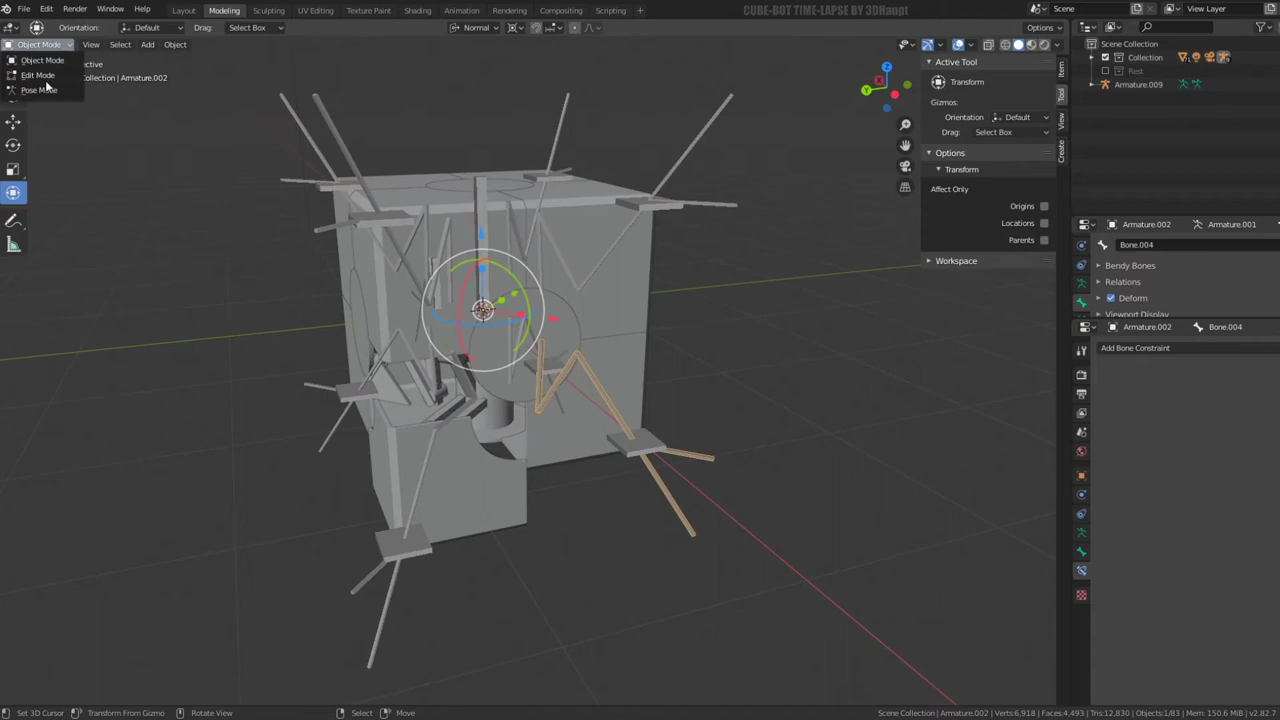 File Edit Render Window Help Layout Modeling Sculpting UV Editing Texture Paint Shading Animation Rendering Compositing Scripting CUBE-BOT TIME-LAPSE BY 3DHaupt Scene View Layer
Orientation: Default Drag: Select Box Normal Options
Object Mode View Select Add Object
Object Mode
Edit Mode
Pose Mode
ective
Collection | Armature.002
Active Tool
Transform
Gizmos:
Orientation Default
Drag: Select Box
Options
Transform
Affect Only
Origins
Locations
Parents
Workspace
Item
Tool
View
Create
Scene Collection
Collection
Rest
Armature.009
Armature.002 Armature.001
Bone.004
Bendy Bones
Relations
Deform
Viewport Display
Armature.002 Bone.004
Add Bone Constraint
Set 3D Cursor Transform From Gizmo Rotate View Select Move Scene Collection | Armature.002 | Verts:6,918 | Faces:4,493 | Tris:12,830 | Objects:1/83 | Mem: 150.6 MiB | v2.82.7
X
Y
Z